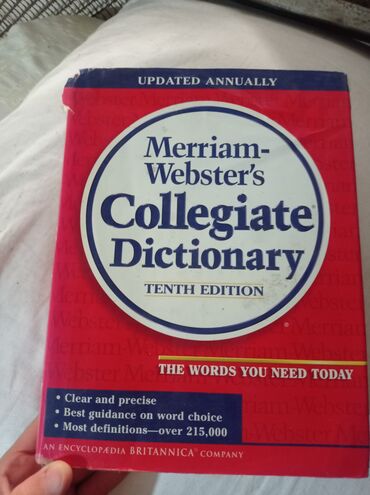 UPDATED ANNUALLY
Merriam-
Webster's
Collegiate®
Dictionary
TENTH EDITION
®
THE WORDS YOU NEED TODAY
• Clear and precise
• Best guidance on word choice
• Most definitions—over 215,000
AN ENCYCLOPÆDIA BRITANNICA® COMPANY